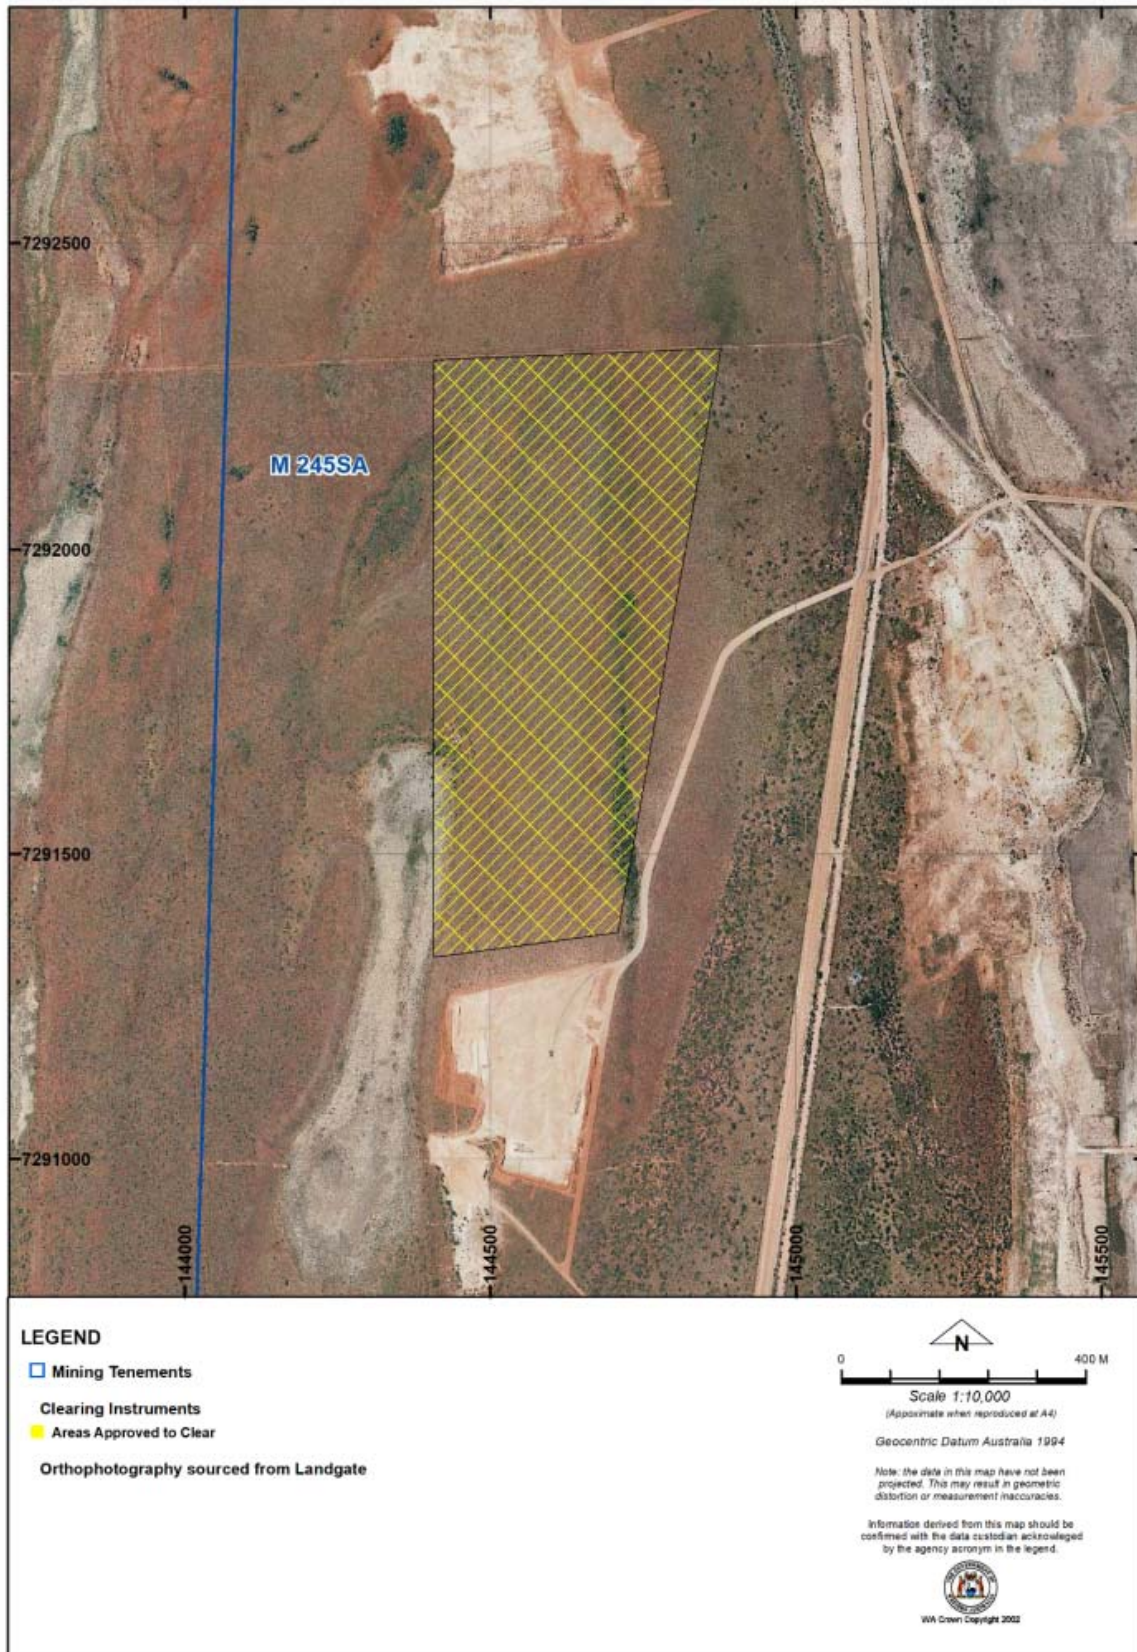 7292500
M 245SA
7292000
7291500
7291000
144000
144500
145000
145500
LEGEND
Mining Tenements
Clearing Instruments
Areas Approved to Clear
Orthophotography sourced from Landgate
N
0 400 M
Scale 1:10,000
(Approximate when reproduced at A4)
Geocentric Datum Australia 1994
Note: the data in this map have not been
projected. This may result in geometric
distortion or measurement inaccuracies.
Information derived from this map should be
confirmed with the data custodian acknowleged
by the agency acronym in the legend.
WA Crown Copyright 2002